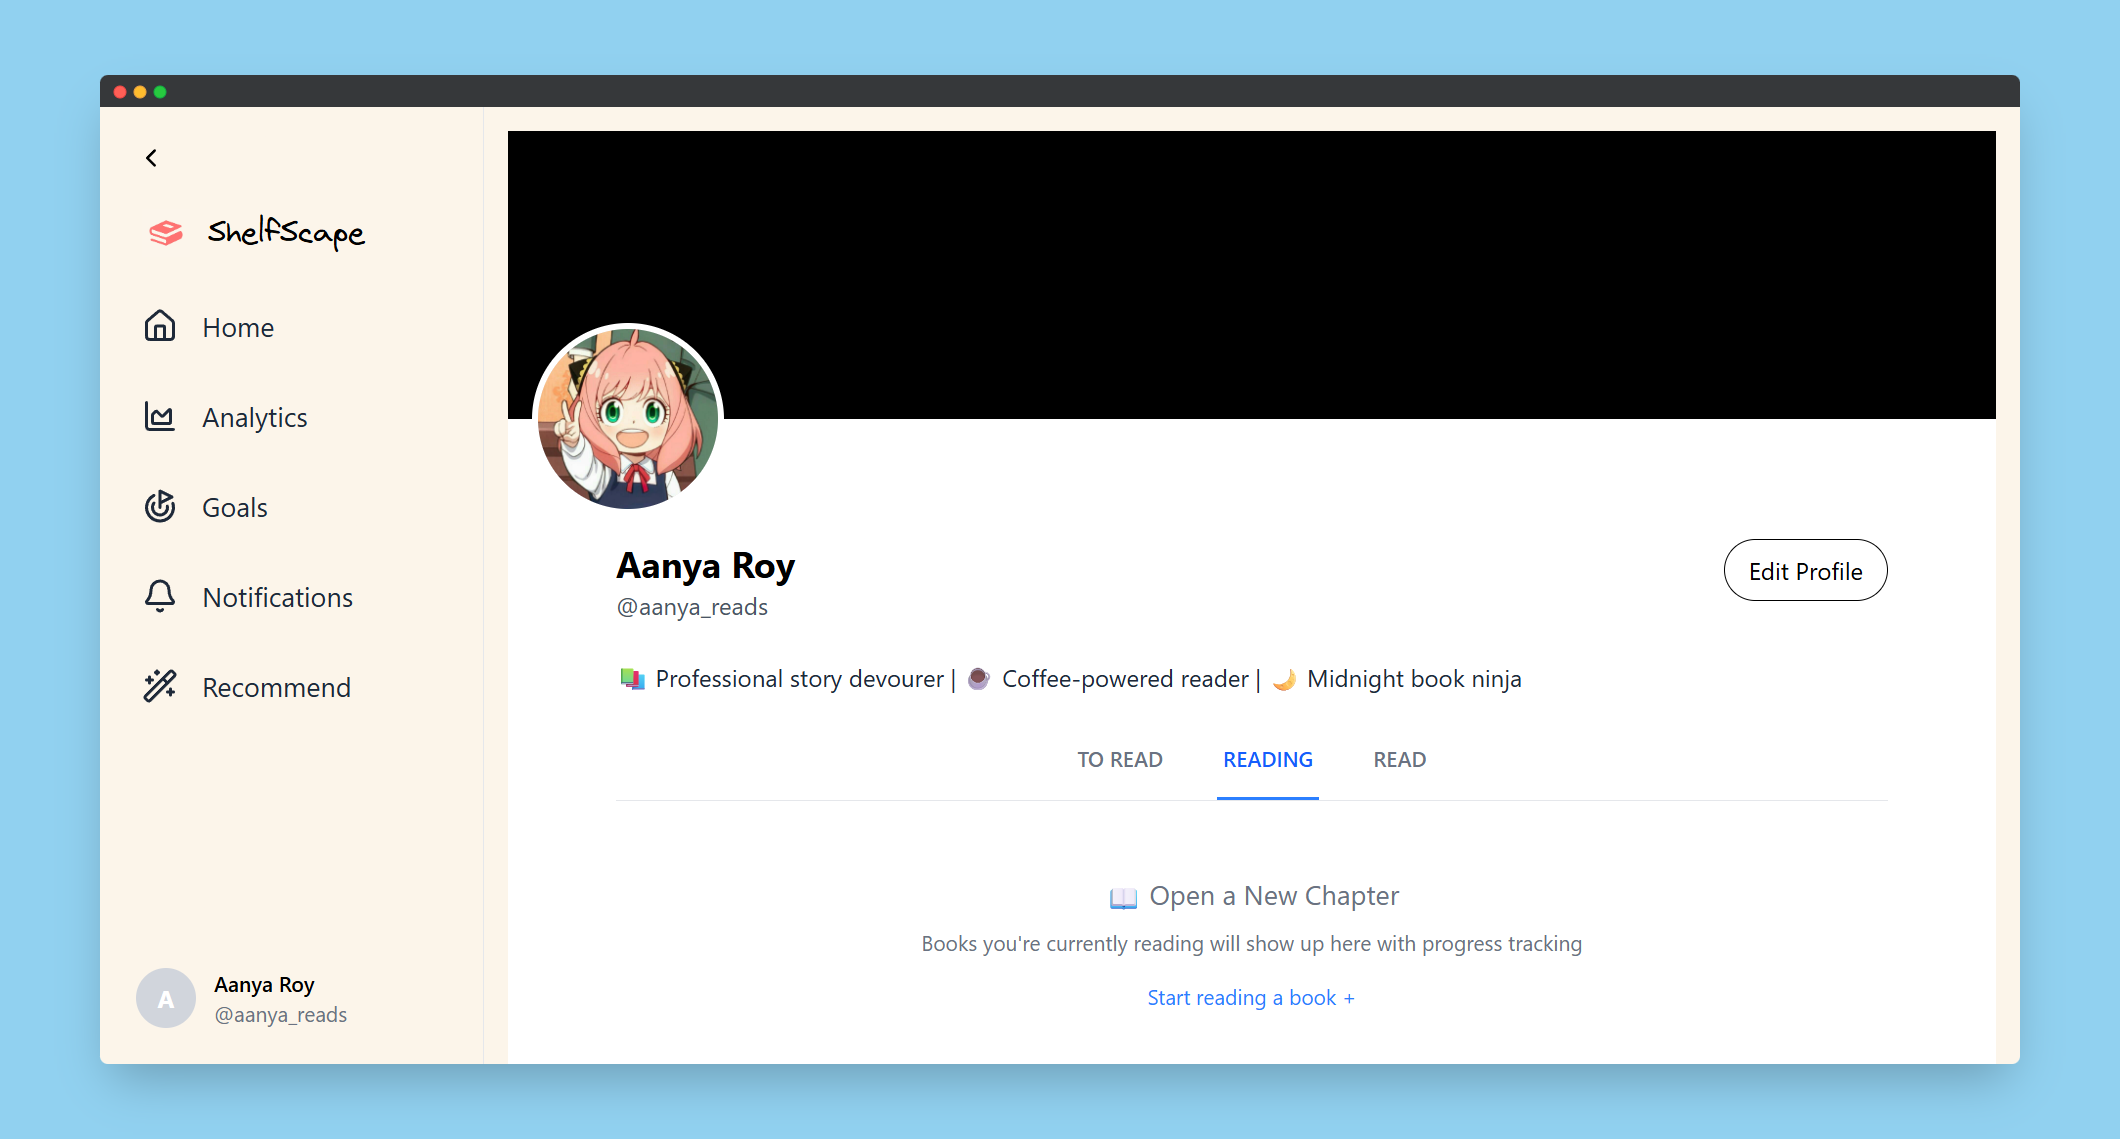 ShelfScape
Home
Analytics
Goals
Notifications
Recommend
A
Aanya Roy
@aanya_reads
Aanya Roy
@aanya_reads
Edit Profile
📚 Professional story devourer | ☕ Coffee-powered reader | 🌙 Midnight book ninja
TO READ READING READ
📖 Open a New Chapter
Books you're currently reading will show up here with progress tracking
Start reading a book +